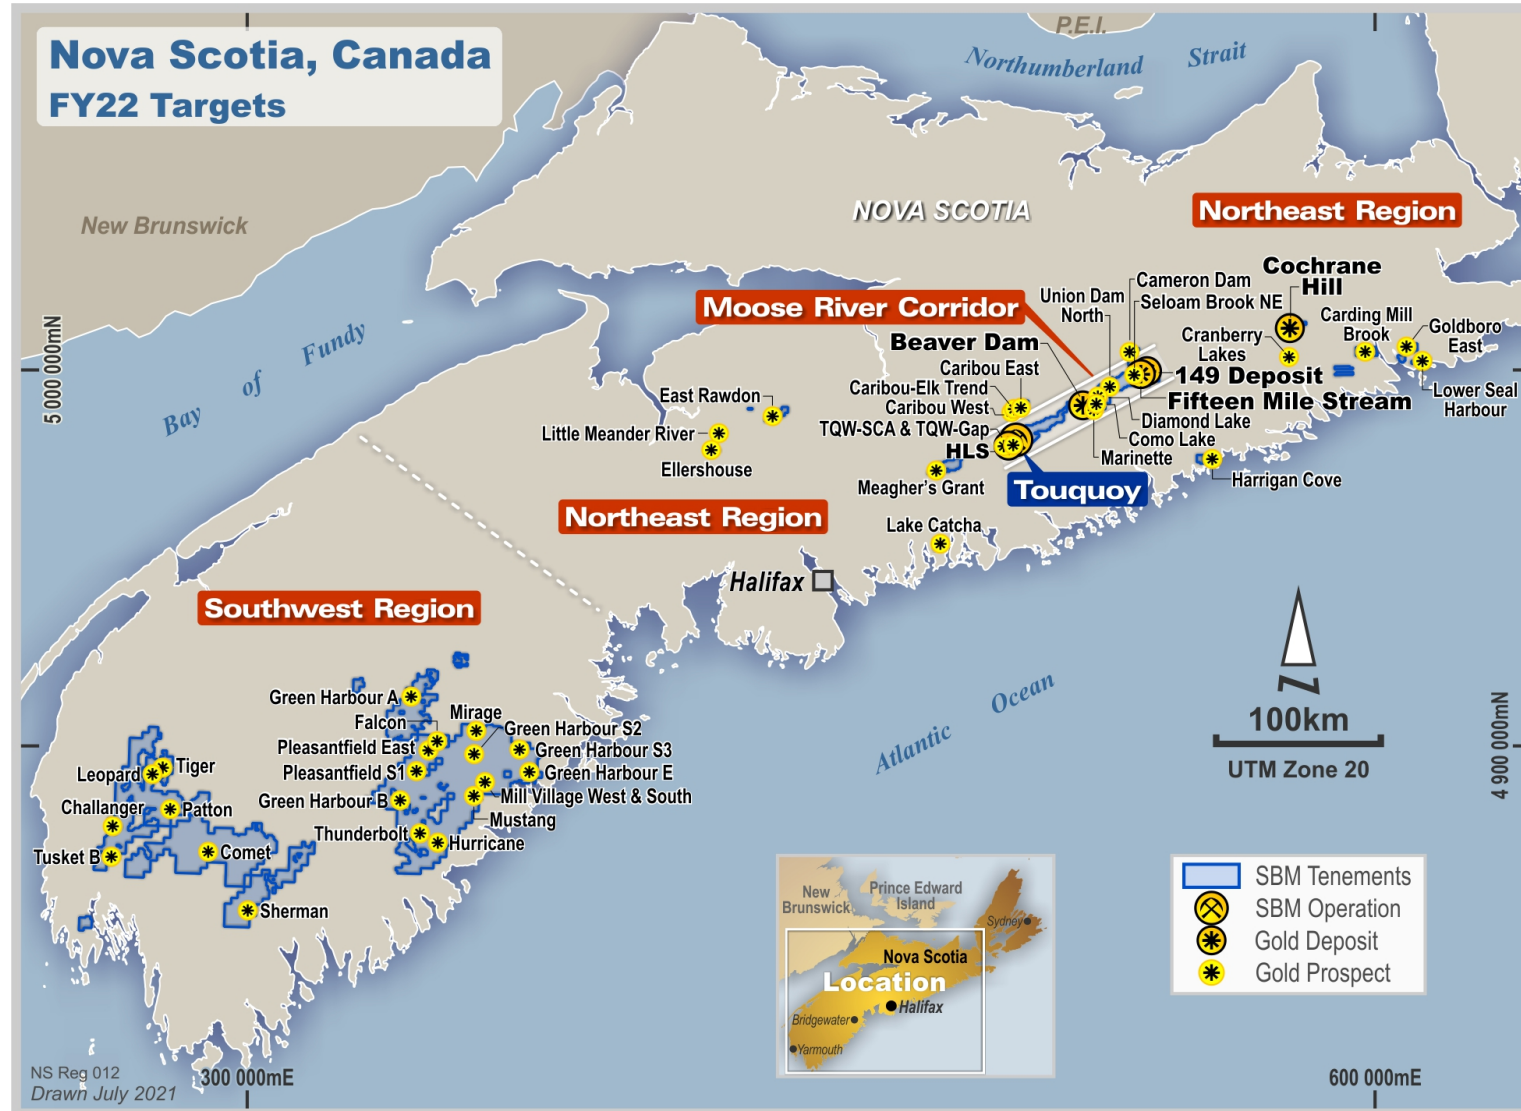 Nova Scotia, Canada
FY22 Targets
P.E.I.
Northumberland Strait
New Brunswick
NOVA SCOTIA
Northeast Region
Cochrane
Hill
Cameron Dam
Union Dam
North
Seloam Brook NE
Moose River Corridor
Carding Mill
Brook
Goldboro
East
Cranberry
Lakes
Beaver Dam
5 000 000mN
Bay of Fundy
Caribou East
149 Deposit
Caribou-Elk Trend
East Rawdon
Lower Seal
Harbour
Fifteen Mile Stream
Caribou West
Diamond Lake
TQW-SCA & TQW-Gap
Little Meander River
Como Lake
HLS
Marinette
Ellershouse
Harrigan Cove
Meagher's Grant
Touquoy
Northeast Region
Lake Catcha
Halifax
Southwest Region
Atlantic Ocean
N
100km
UTM Zone 20
4 900 000mN
Green Harbour A
Falcon
Mirage
Green Harbour S2
Pleasantfield East
Green Harbour S3
Pleasantfield S1
Green Harbour E
Leopard
Tiger
Green Harbour B
Mill Village West & South
Challanger
Patton
Mustang
Thunderbolt
Hurricane
Tusket B
Comet
Sherman
New
Brunswick
Prince Edward
Island
Sydney
Nova Scotia
Location
Halifax
Bridgewater
Yarmouth
SBM Tenements
SBM Operation
Gold Deposit
Gold Prospect
NS Reg 012
Drawn July 2021
300 000mE
600 000mE